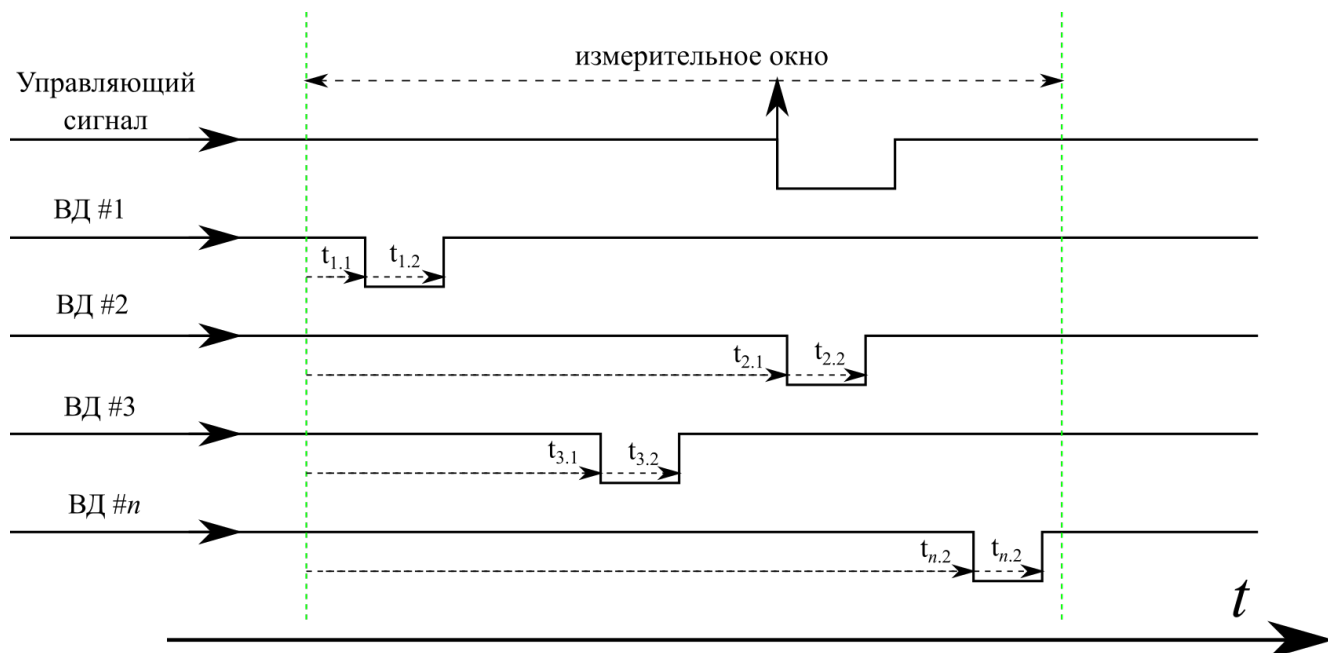 измерительное окно
Управляющий
сигнал
ВД #1
t1.1
t1.2
ВД #2
t2.1
t2.2
ВД #3
t3.1
t3.2
ВД #n
tn.2
tn.2
t